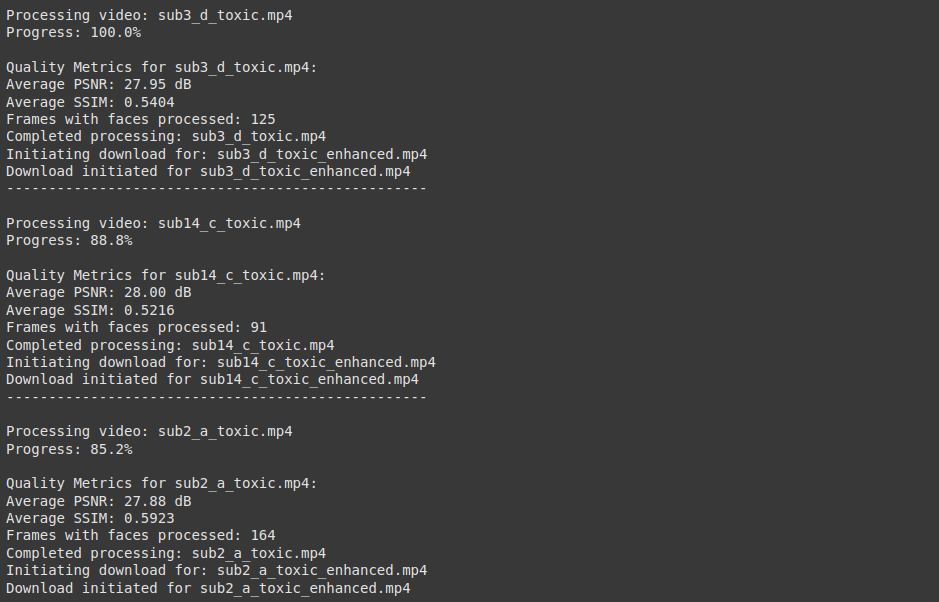 Processing video: sub3_d_toxic.mp4
Progress: 100.0%
Quality Metrics for sub3_d_toxic.mp4:
Average PSNR: 27.95 dB
Average SSIM: 0.5404
Frames with faces processed: 125
Completed processing: sub3_d_toxic.mp4
Initiating download for: sub3_d_toxic_enhanced.mp4
Download initiated for sub3_d_toxic_enhanced.mp4
--------------------------------------------------
Processing video: sub14_c_toxic.mp4
Progress: 88.8%
Quality Metrics for sub14_c_toxic.mp4:
Average PSNR: 28.00 dB
Average SSIM: 0.5216
Frames with faces processed: 91
Completed processing: sub14_c_toxic.mp4
Initiating download for: sub14_c_toxic_enhanced.mp4
Download initiated for sub14_c_toxic_enhanced.mp4
--------------------------------------------------
Processing video: sub2_a_toxic.mp4
Progress: 85.2%
Quality Metrics for sub2_a_toxic.mp4:
Average PSNR: 27.88 dB
Average SSIM: 0.5923
Frames with faces processed: 164
Completed processing: sub2_a_toxic.mp4
Initiating download for: sub2_a_toxic_enhanced.mp4
Download initiated for sub2_a_toxic_enhanced.mp4